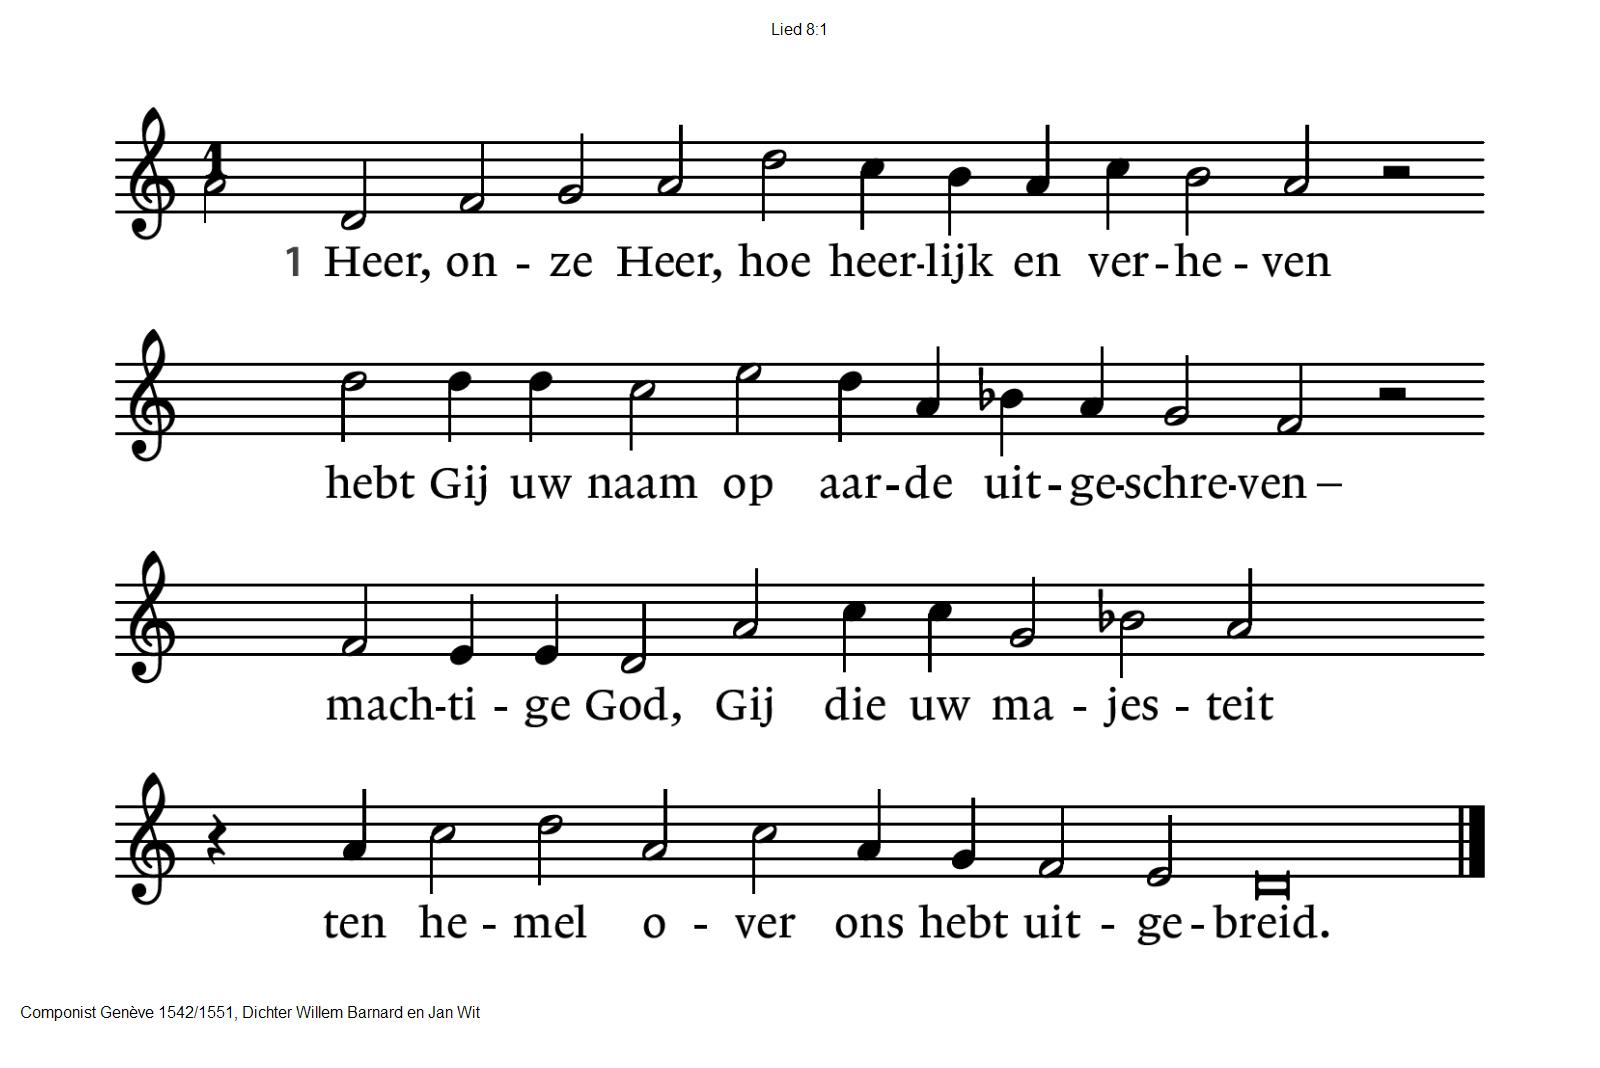 Lied 8:1
1
1 Heer, on - ze Heer, hoe heer-lijk en ver-he - ven
hebt Gij uw naam op aar-de uit-ge-schre-ven –
mach-ti - ge God, Gij die uw ma - jes - teit
ten he - mel o - ver ons hebt uit - ge-breid.
Componist Genève 1542/1551, Dichter Willem Barnard en Jan Wit